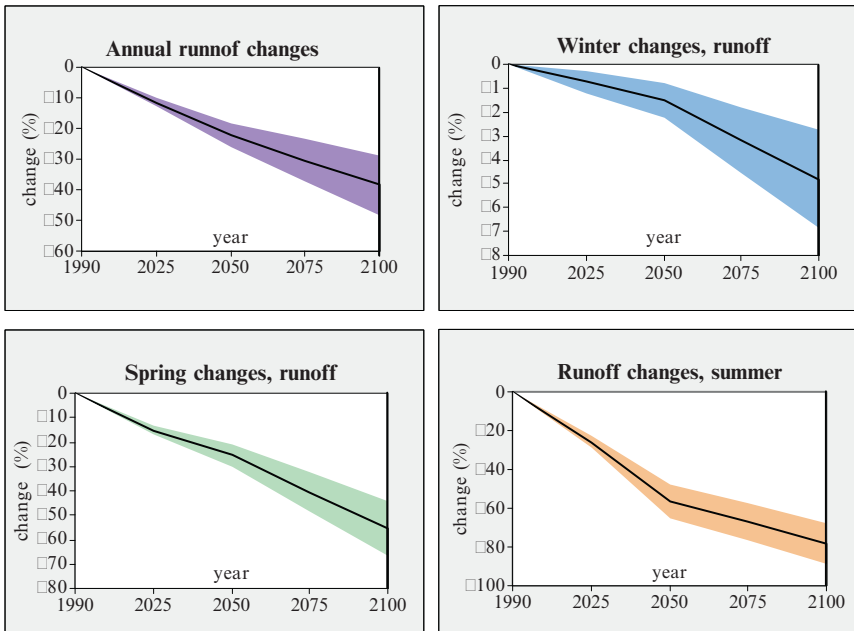 Annual runnof changes
0
□10
□20
□30
□40
□50
□60
change (%)
year
1990 2025 2050 2075 2100
Winter changes, runoff
0
□1
□2
□3
□4
□5
□6
□7
□8
change (%)
year
1990 2025 2050 2075 2100
Spring changes, runoff
0
□10
□20
□30
□40
□50
□60
□70
□80
change (%)
year
1990 2025 2050 2075 2100
Runoff changes, summer
0
□20
□40
□60
□80
□100
change (%)
year
1990 2025 2050 2075 2100